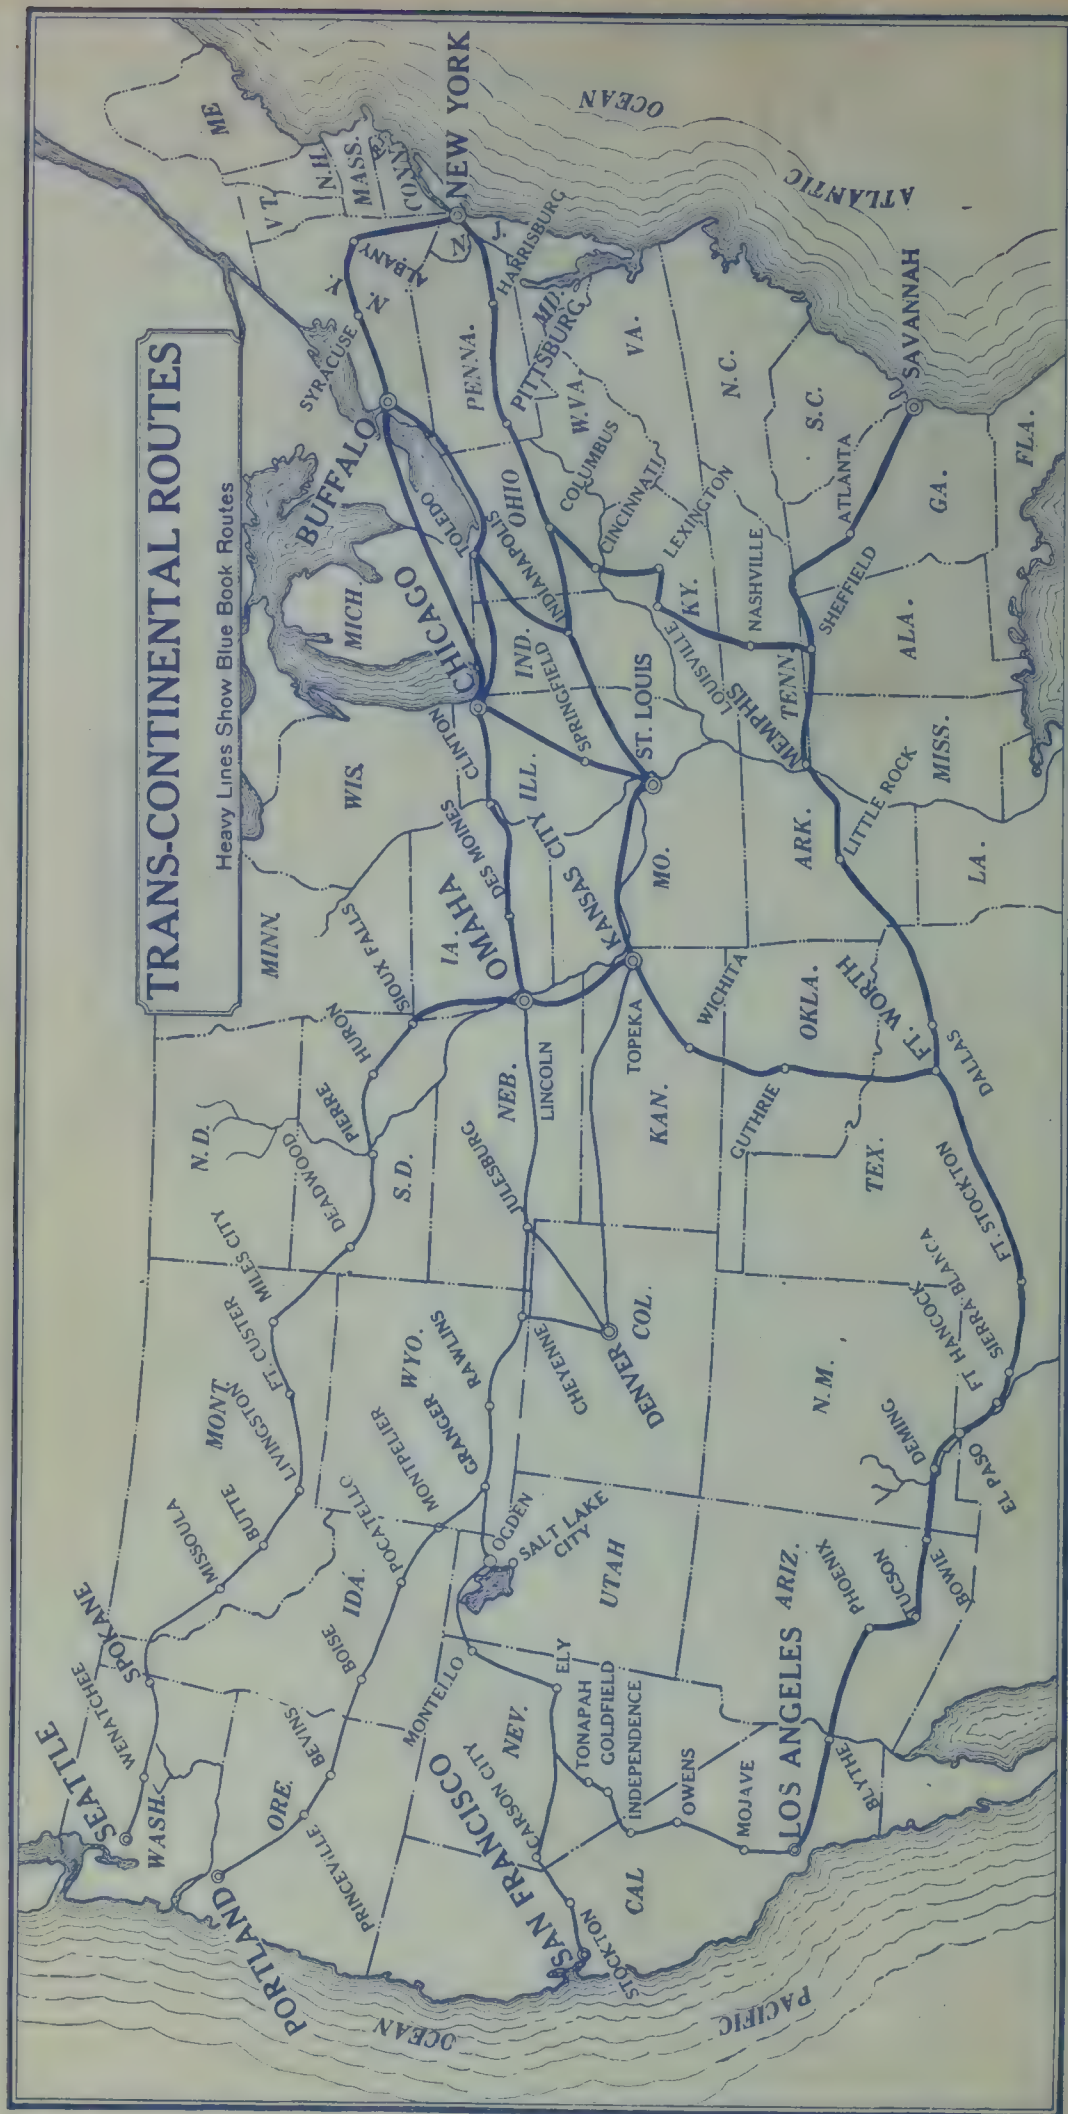 TRANS-CONTINENTAL ROUTES
Heavy Lines Show Blue Book Routes
SEATTLE
WENATCHEE
SPOKANE
WASH.
MISSOULA
BUTTE
LIVINGSTON
FT. CUSTER
MILES CITY
MONT.
DEADWOOD
PIERRE
HURON
SIOUX FALLS
N.D.
S.D.
MINN.
WIS.
MICH
PORTLAND
PRINCEVILLE
BEVINS
BOISE
ORE.
IDA.
POCATELLO
MONTPELIER
GRANGER
RAWLINS
WYO.
CHEYENNE
JULESBURG
NEB.
LINCOLN
OMAHA
IA.
DES MOINES
CLINTON
CHICAGO
ILL.
IND.
TOLEDO
BUFFALO
SYRACUSE
ALBANY
N. Y.
VT.
N.H.
ME
MASS.
R
CONN.
NEW YORK
N. J.
HARRISBURG
PENNA.
PITTSBURG
MD.
OHIO
COLUMBUS
INDIANAPOLIS
SPRINGFIELD
ST. LOUIS
CINCINNATI
LEXINGTON
LOUISVILLE
KY.
W.VA.
VA.
NASHVILLE
TENN.
MEMPHIS
SHEFFIELD
N.C.
S.C.
ATLANTA
SAVANNAH
GA.
ALA.
MISS.
FLA.
LA.
ARK.
LITTLE ROCK
MO.
KANSAS CITY
TOPEKA
KAN.
WICHITA
OKLA.
GUTHRIE
FT. WORTH
DALLAS
TEX.
FT. STOCKTON
SIERRA BLANCA
FT HANCOCK
EL PASO
DEMING
N.M.
COL.
DENVER
OGDEN
SALT LAKE
CITY
UTAH
MONTELLO
ELY
NEV.
TONAPAH
GOLDFIELD
INDEPENDENCE
OWENS
MOJAVE
CARSON CITY
SAN FRANCISCO
STOCKTON
CAL
LOS ANGELES
BLYTHE
ARIZ.
PHOENIX
TUCSON
BOWIE
PACIFIC
OCEAN
ATLANTIC
OCEAN